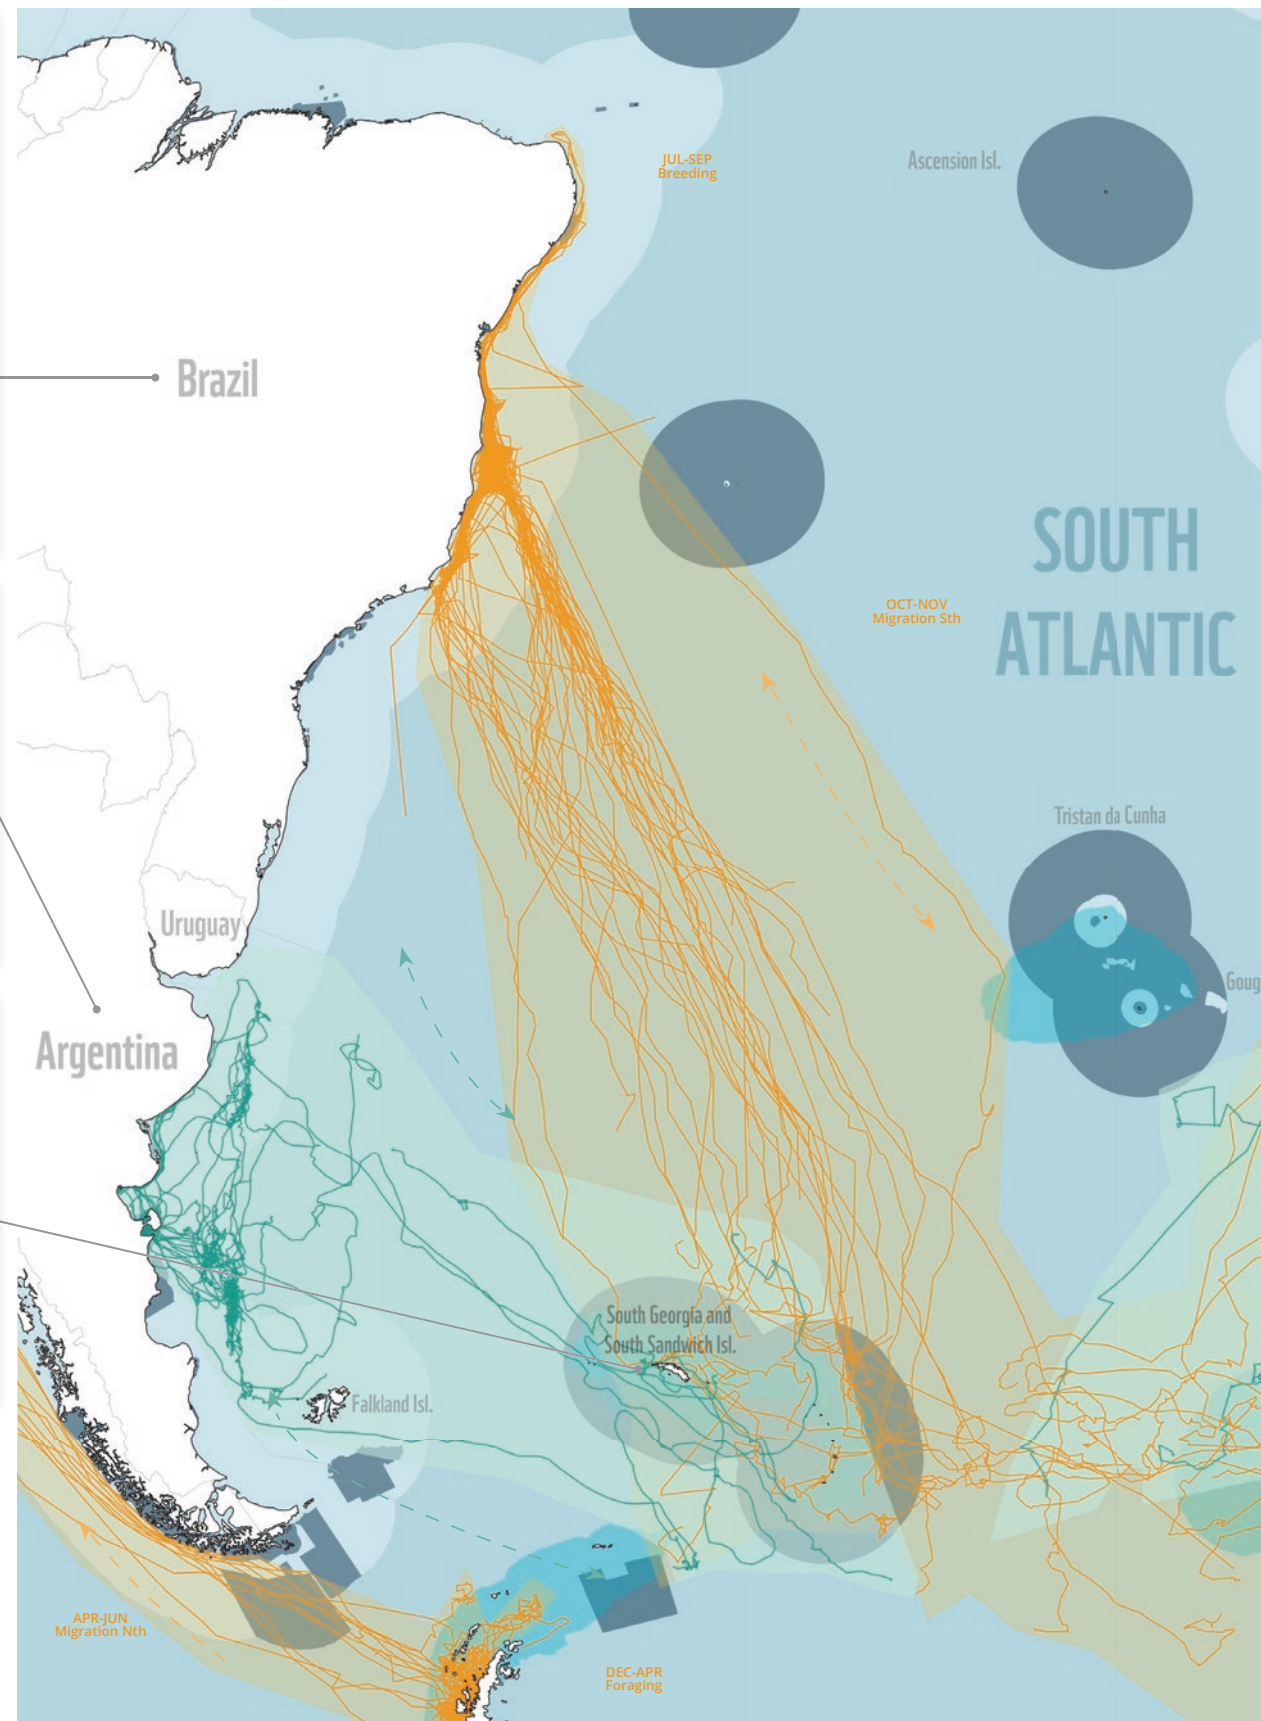 JUL-SEP
Breeding
Ascension Isl.
Brazil
SOUTH
ATLANTIC
OCT-NOV
Migration Sth
Tristan da Cunha
Uruguay
Goug
Argentina
South Georgia and
South Sandwich Isl.
Falkland Isl.
APR-JUN
Migration Nth
DEC-APR
Foraging